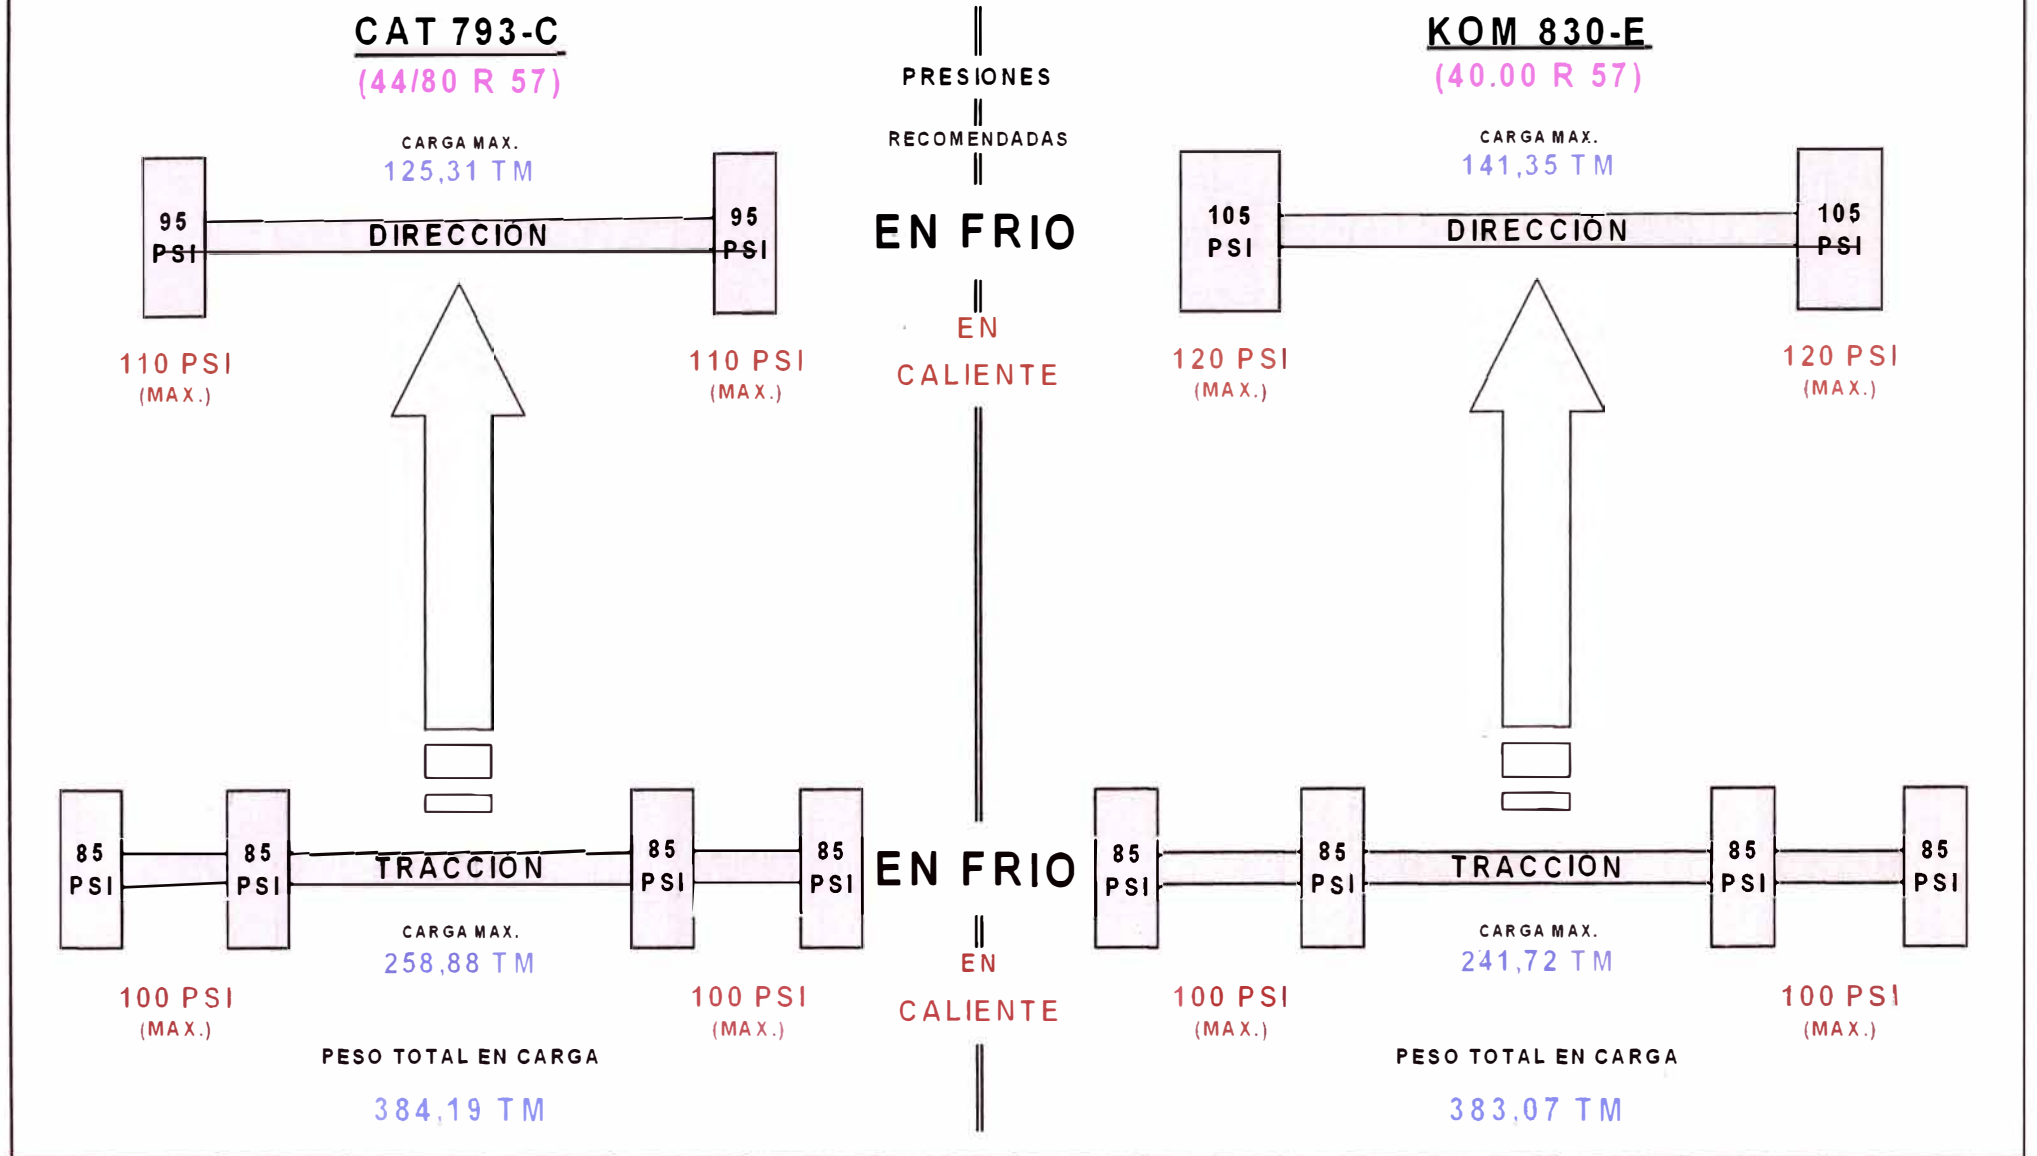 CAT 793-C
(44/80 R 57)
CARGA MAX.
125,31 TM
95
PSI
DIRECCIÓN
95
PSI
110 PSI
(MAX.)
110 PSI
(MAX.)
85
PSI
85
PSI
TRACCIÓN
85
PSI
85
PSI
CARGA MAX.
258,88 TM
100 PSI
(MAX.)
100 PSI
(MAX.)
PESO TOTAL EN CARGA
384,19 TM
PRESIONES
RECOMENDADAS
EN FRIO
EN
CALIENTE
EN FRIO
EN
CALIENTE
KOM 830-E
(40.00 R 57)
CARGA MAX.
141,35 TM
105
PSI
DIRECCIÓN
105
PSI
120 PSI
(MAX.)
120 PSI
(MAX.)
85
PSI
85
PSI
TRACCIÓN
85
PSI
85
PSI
CARGA MAX.
241,72 TM
100 PSI
(MAX.)
100 PSI
(MAX.)
PESO TOTAL EN CARGA
383,07 TM